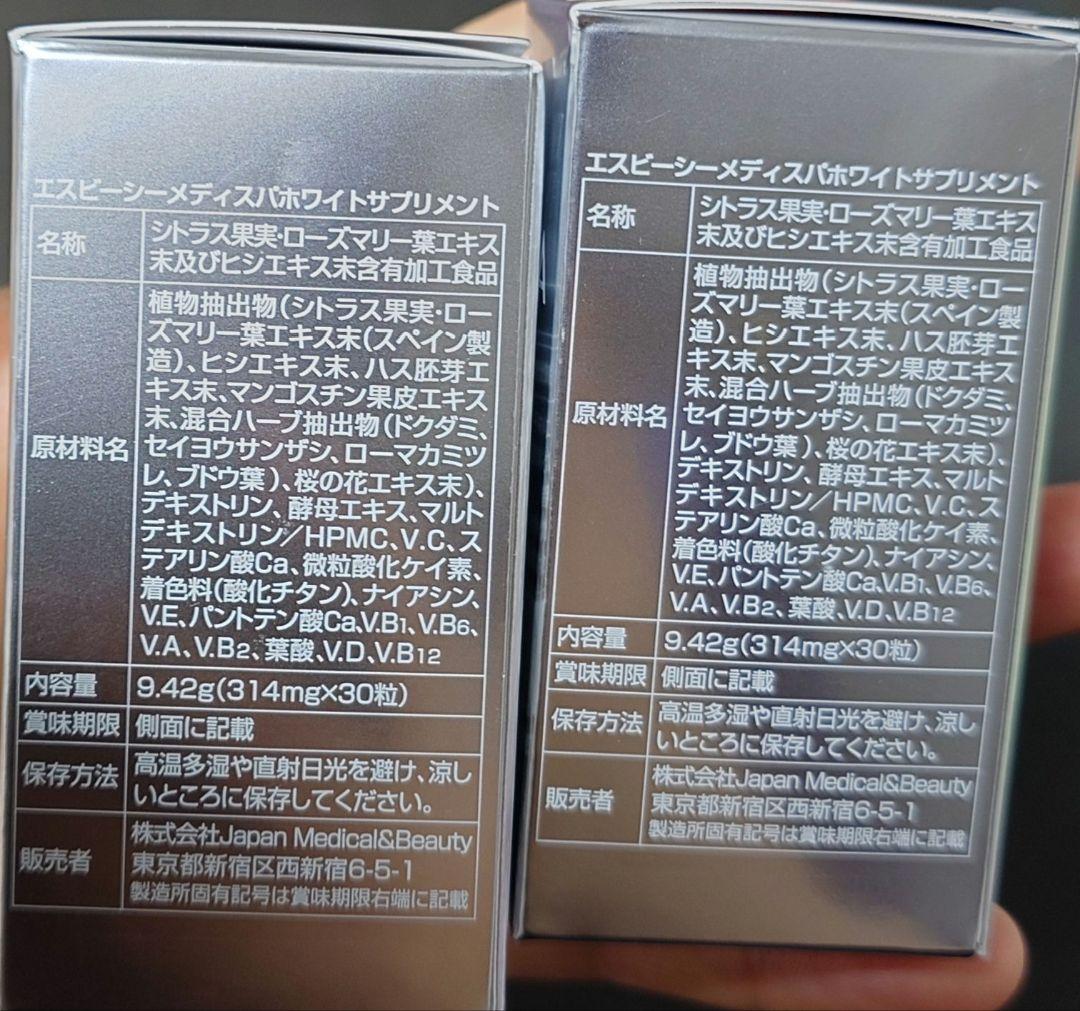 エスビーシーメディスパホワイトサプリメント
名称
シトラス果実・ローズマリー葉エキス
末及びヒシエキス末含有加工食品
原材料名
植物抽出物(シトラス果実・ロー
ズマリー葉エキス末(スペイン製
造)、ヒシエキス末、ハス胚芽エ
キス末、マンゴスチン果皮エキス
末、混合ハーブ抽出物(ドクダミ、
セイヨウサンザシ、ローマカミツ
レ、ブドウ葉)、桜の花エキス末)、
デキストリン、酵母エキス、マルト
デキストリン/HPMC、V.C、ス
テアリン酸Ca、微粒酸化ケイ素、
着色料(酸化チタン)、ナイアシン、
V.E、パントテン酸Ca、V.B1、V.B6、
V.A、V.B2、葉酸、V.D、V.B12
内容量
9.42g(314mg×30粒)
賞味期限
側面に記載
保存方法
高温多湿や直射日光を避け、涼し
いところに保存してください。
販売者
株式会社Japan Medical&Beauty
東京都新宿区西新宿6-5-1
製造所固有記号は賞味期限右端に記載
エスビーシーメディスパホワイトサプリメント
名称
シトラス果実・ローズマリー葉エキス
末及びヒシエキス末含有加工食品
原材料名
植物抽出物(シトラス果実・ロー
ズマリー葉エキス末(スペイン製
造)、ヒシエキス末、ハス胚芽エ
キス末、マンゴスチン果皮エキス
末、混合ハーブ抽出物(ドクダミ、
セイヨウサンザシ、ローマカミツ
レ、ブドウ葉)、桜の花エキス末)、
デキストリン、酵母エキス、マルト
デキストリン/HPMC、V.C、ス
テアリン酸Ca、微粒酸化ケイ素、
着色料(酸化チタン)、ナイアシン、
V.E、パントテン酸Ca、V.B1、V.B6、
V.A、V.B2、葉酸、V.D、V.B12
内容量
9.42g(314mg×30粒)
賞味期限
側面に記載
保存方法
高温多湿や直射日光を避け、涼し
いところに保存してください。
販売者
株式会社Japan Medical&Beauty
東京都新宿区西新宿6-5-1
製造所固有記号は賞味期限右端に記載